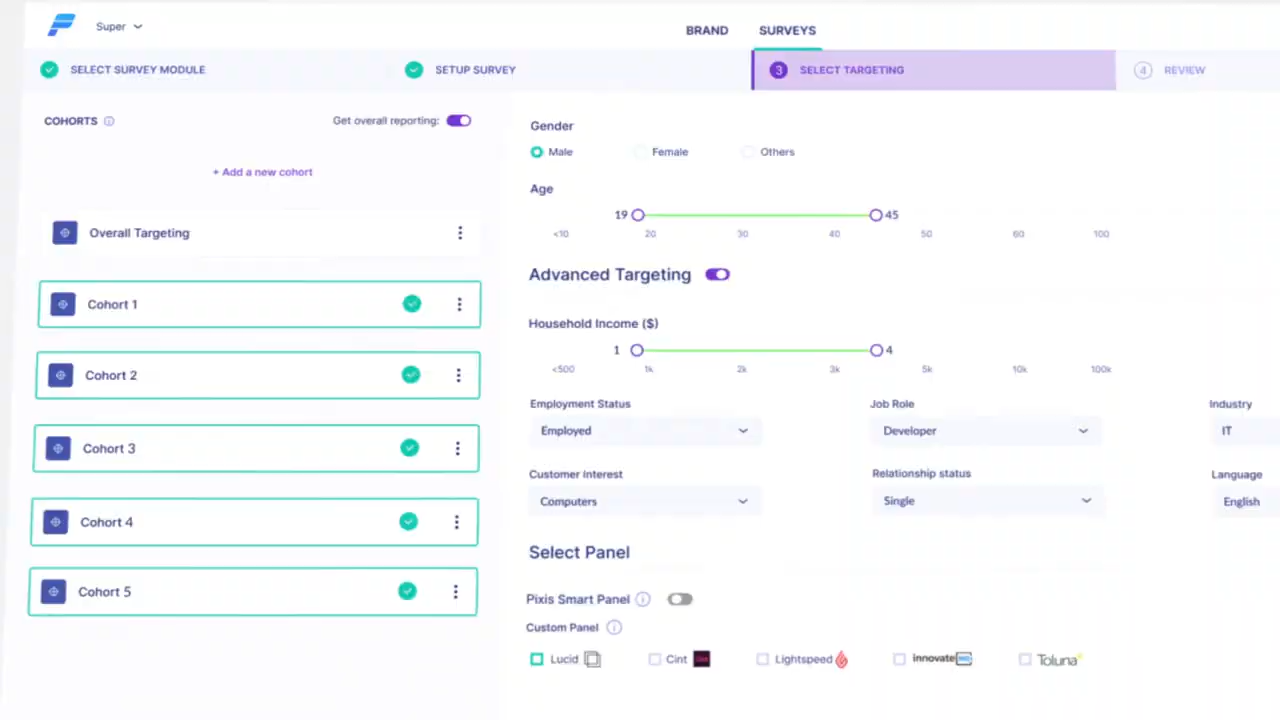 Super
BRAND SURVEYS
SELECT SURVEY MODULE SETUP SURVEY 3 SELECT TARGETING 4 REVIEW
COHORTS Get overall reporting:
+ Add a new cohort
Overall Targeting
Cohort 1
Cohort 2
Cohort 3
Cohort 4
Cohort 5
Gender
Male Female Others
Age
19 45
<10 20 30 40 50 60 100
Advanced Targeting
Household Income ($)
1 4
<500 1k 2k 3k 5k 10k 100k
Employment Status Job Role Industry
Employed Developer IT
Customer Interest Relationship status Language
Computers Single English
Select Panel
Pixis Smart Panel
Custom Panel
Lucid Cint Lightspeed innovate Toluna